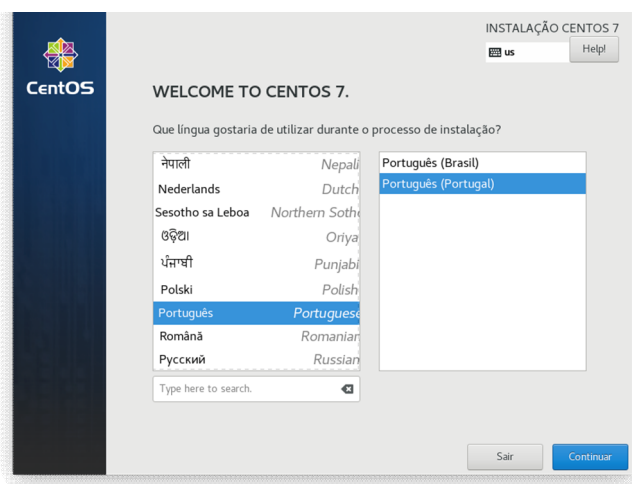 INSTALAÇÃO CENTOS 7
us
Help!
CentOS
WELCOME TO CENTOS 7.
Que língua gostaria de utilizar durante o processo de instalação?
नेपाली Nepali
Nederlands Dutch
Sesotho sa Leboa Northern Sotho
ଓଡ଼ିଆ Oriya
ਪੰਜਾਬੀ Punjabi
Polski Polish
Português Portuguese
Română Romanian
Русский Russian
Português (Brasil)
Português (Portugal)
Type here to search.
Sair
Continuar